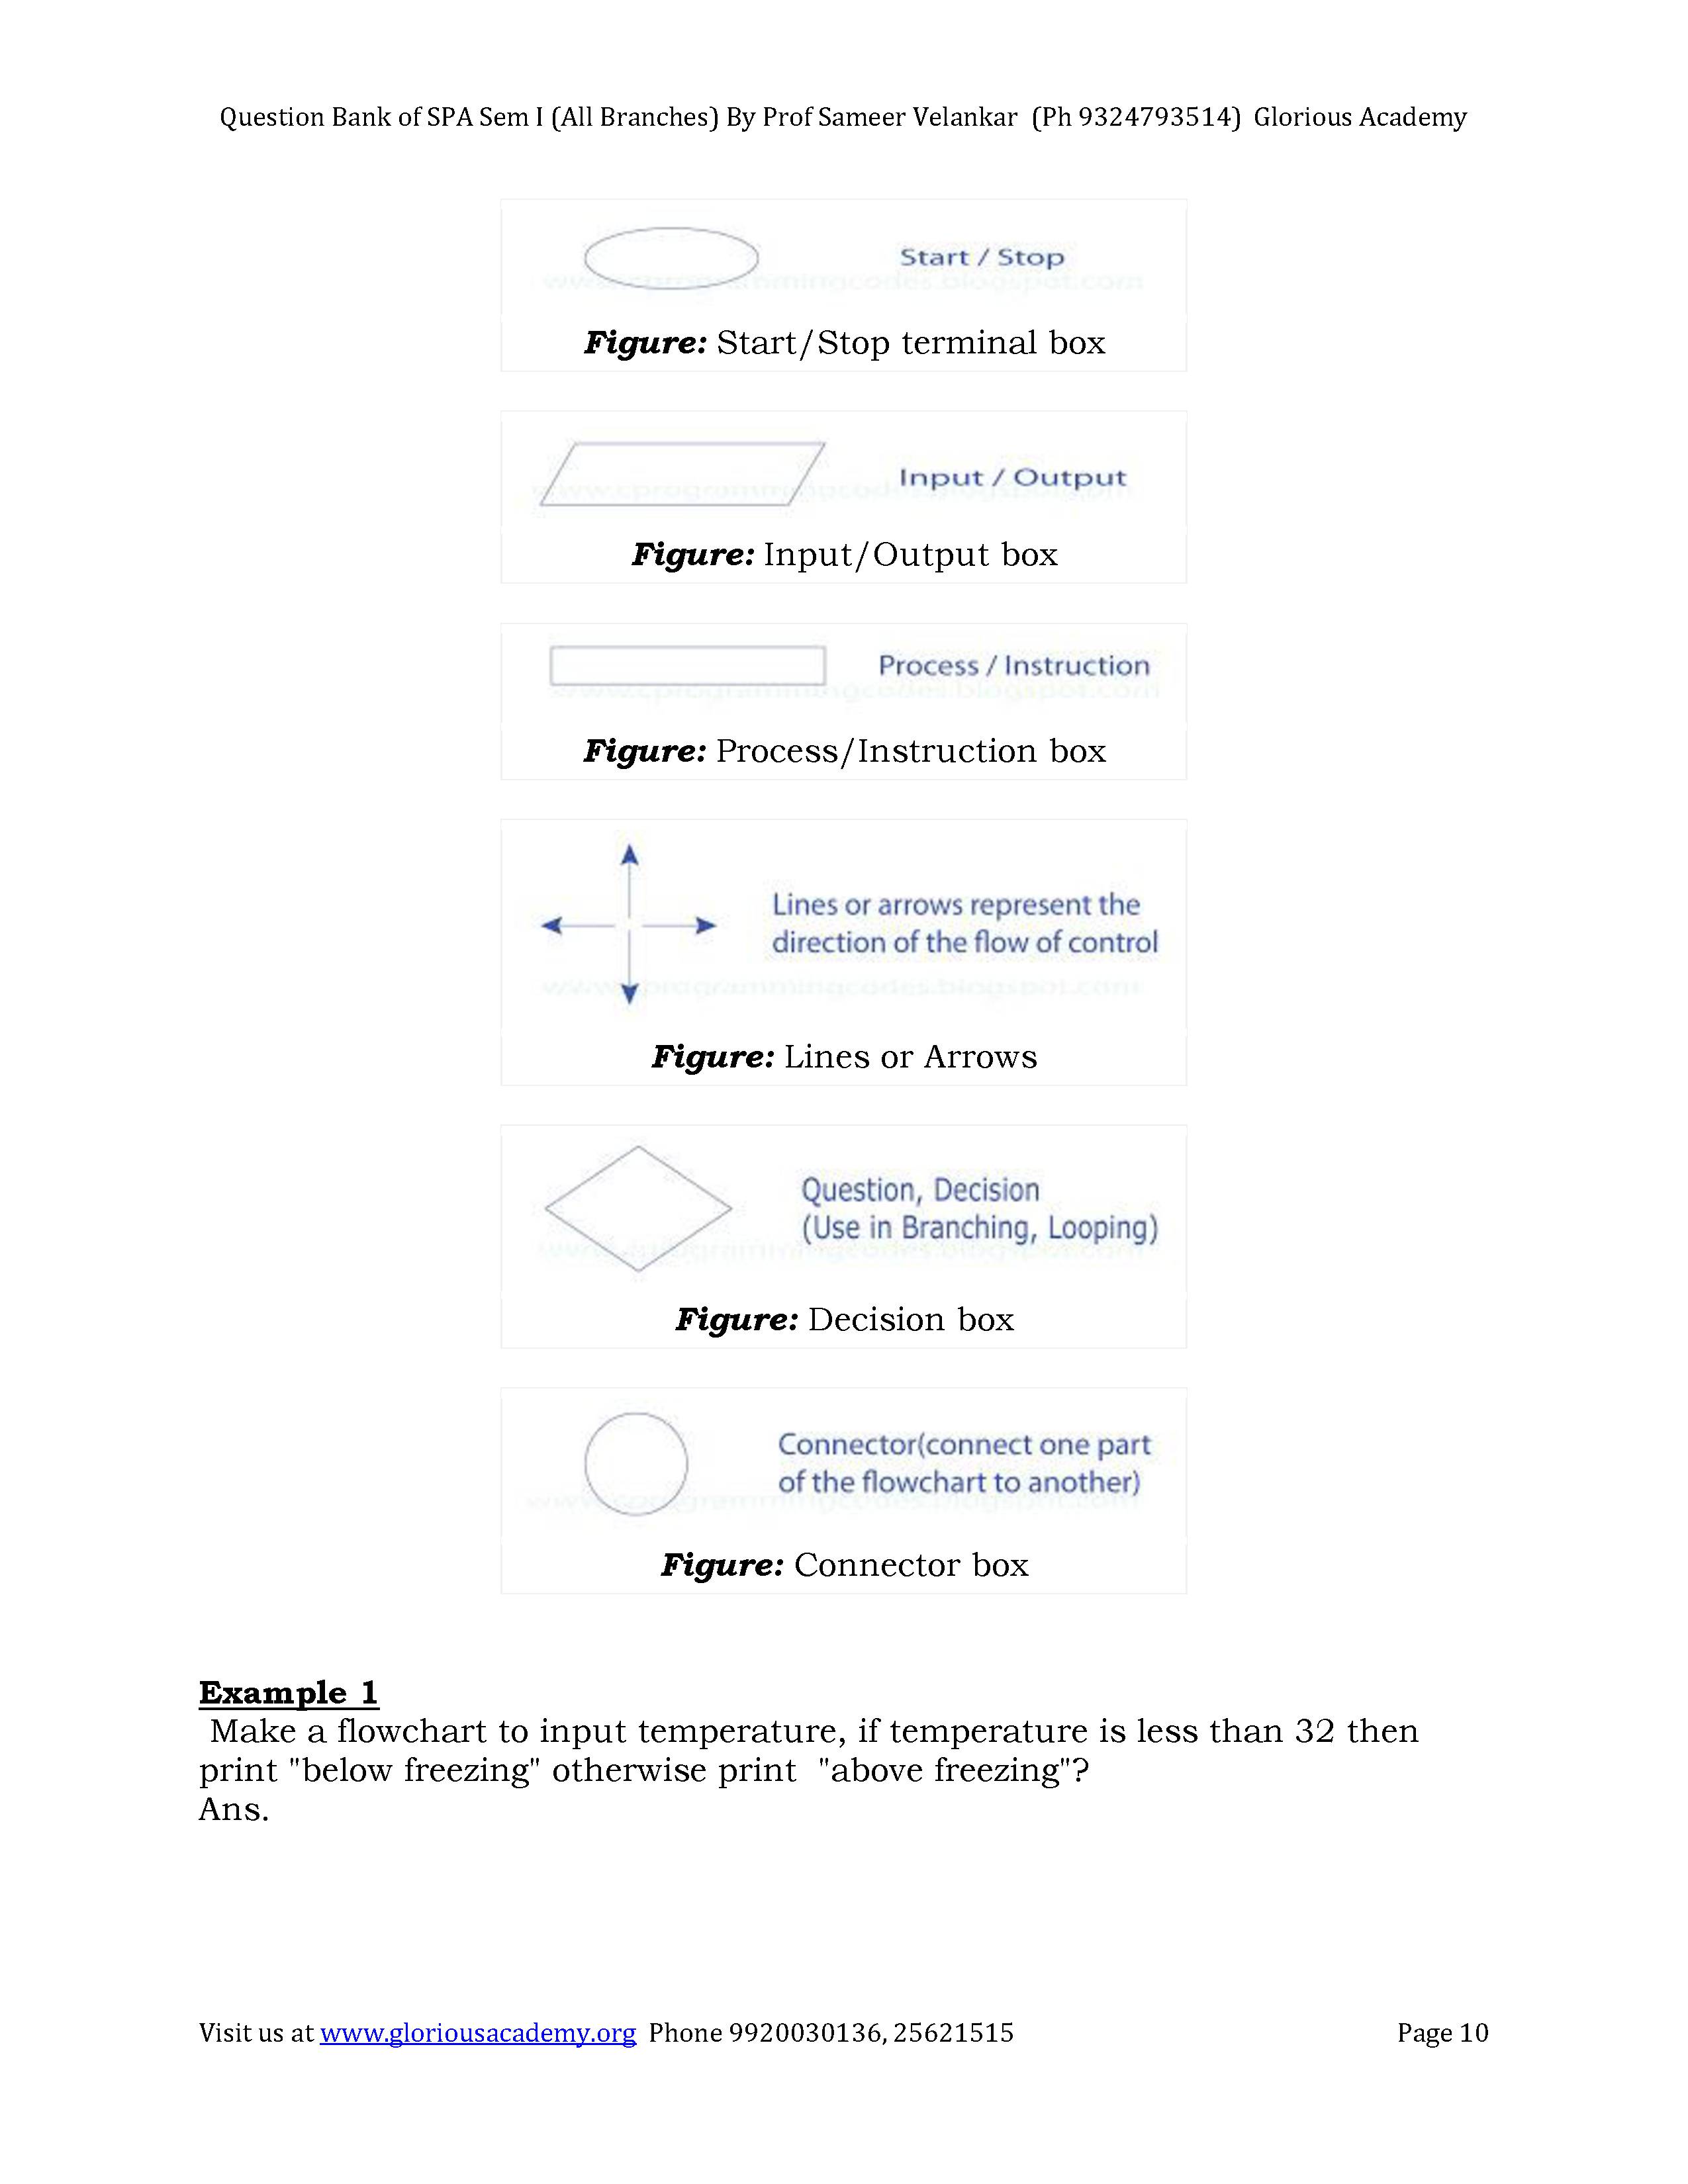 Question Bank of SPA Sem I (All Branches) By Prof Sameer Velankar (Ph 9324793514) Glorious Academy
Start / Stop
www.cprogrammingcodes.blogspot.com
Figure: Start/Stop terminal box
Input / Output
www.cprogrammingcodes.blogspot.com
Figure: Input/Output box
Process / Instruction
www.cprogrammingcodes.blogspot.com
Figure: Process/Instruction box
Lines or arrows represent the
direction of the flow of control
www.cprogrammingcodes.blogspot.com
Figure: Lines or Arrows
Question, Decision
(Use in Branching, Looping)
www.cprogrammingcodes.blogspot.com
Figure: Decision box
Connector(connect one part
of the flowchart to another)
www.cprogrammingcodes.blogspot.com
Figure: Connector box
Example 1
Make a flowchart to input temperature, if temperature is less than 32 then
print "below freezing" otherwise print "above freezing"?
Ans.
Visit us at www.gloriousacademy.org Phone 9920030136, 25621515
Page 10